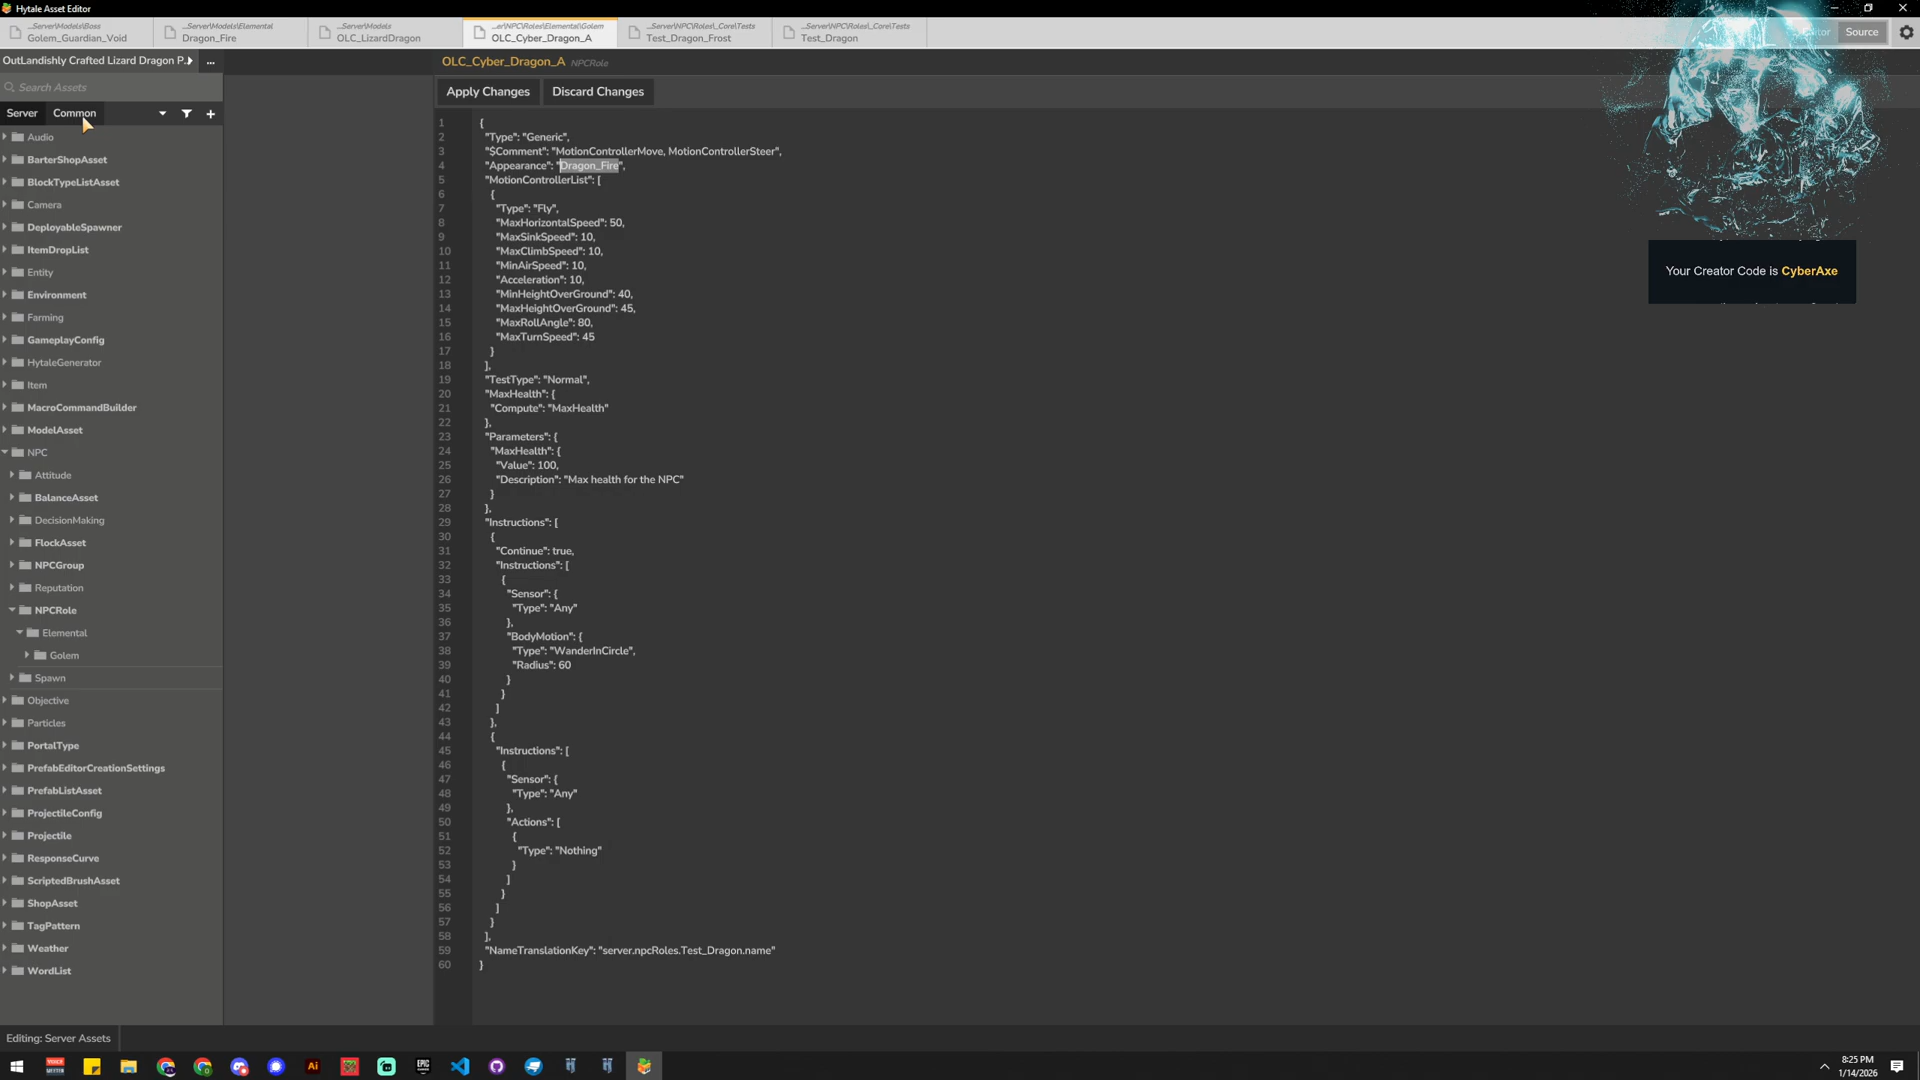 Hytale Asset Editor
...Server\Models\Boss
Golem_Guardian_Void
...Server\Models\Elemental
Dragon_Fire
...Server\Models
OLC_LizardDragon
...er\NPC\Roles\Elemental\Golem
OLC_Cyber_Dragon_A
...Server\NPC\Roles\_Core\Tests
Test_Dragon_Frost
...Server\NPC\Roles\_Core\Tests
Test_Dragon
Source
OutLandishly Crafted Lizard Dragon P..
...
OLC_Cyber_Dragon_A NPCRole
Search Assets
Apply Changes
Discard Changes
Server
Common
Audio
BarterShopAsset
BlockTypeListAsset
Camera
DeployableSpawner
ItemDropList
Entity
Environment
Farming
GameplayConfig
HytaleGenerator
Item
MacroCommandBuilder
ModelAsset
NPC
Attitude
BalanceAsset
DecisionMaking
FlockAsset
NPCGroup
Reputation
NPCRole
Elemental
Golem
Spawn
Objective
Particles
PortalType
PrefabEditorCreationSettings
PrefabListAsset
ProjectileConfig
Projectile
ResponseCurve
ScriptedBrushAsset
ShopAsset
TagPattern
Weather
WordList
1 {
2 "Type": "Generic",
3 "$Comment": "MotionControllerMove, MotionControllerSteer",
4 "Appearance": "Dragon_Fire",
5 "MotionControllerList": [
6 {
7 "Type": "Fly",
8 "MaxHorizontalSpeed": 50,
9 "MaxSinkSpeed": 10,
10 "MaxClimbSpeed": 10,
11 "MinAirSpeed": 10,
12 "Acceleration": 10,
13 "MinHeightOverGround": 40,
14 "MaxHeightOverGround": 45,
15 "MaxRollAngle": 80,
16 "MaxTurnSpeed": 45
17 }
18 ],
19 "TestType": "Normal",
20 "MaxHealth": {
21 "Compute": "MaxHealth"
22 },
23 "Parameters": {
24 "MaxHealth": {
25 "Value": 100,
26 "Description": "Max health for the NPC"
27 }
28 },
29 "Instructions": [
30 {
31 "Continue": true,
32 "Instructions": [
33 {
34 "Sensor": {
35 "Type": "Any"
36 },
37 "BodyMotion": {
38 "Type": "WanderInCircle",
39 "Radius": 60
40 }
41 }
42 ]
43 },
44 {
45 "Instructions": [
46 {
47 "Sensor": {
48 "Type": "Any"
49 },
50 "Actions": [
51 {
52 "Type": "Nothing"
53 }
54 ]
55 }
56 ]
57 }
58 ],
59 "NameTranslationKey": "server.npcRoles.Test_Dragon.name"
60 }
Your Creator Code is CyberAxe
Editing: Server Assets
Ai
EPIC
8:25 PM
1/14/2026